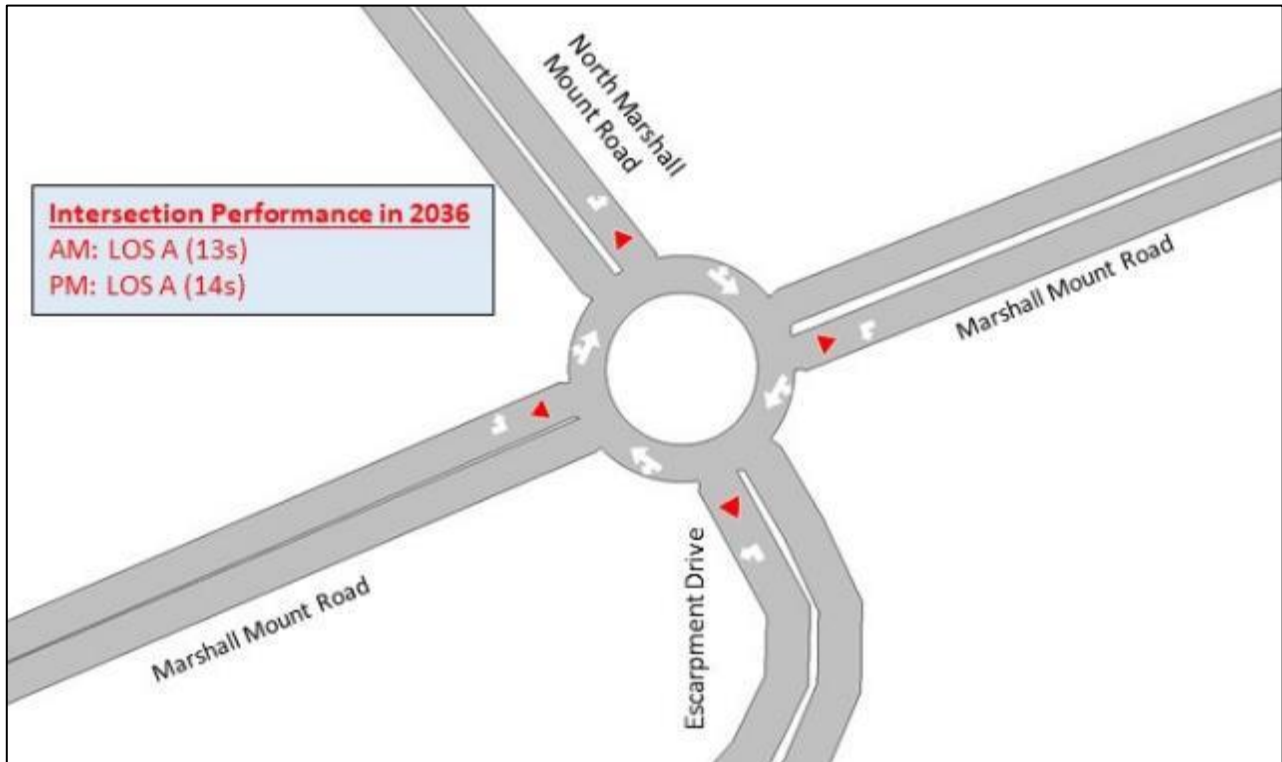 North Marshall
Mount Road
Intersection Performance in 2036
AM: LOS A (13s)
PM: LOS A (14s)
Marshall Mount Road
Marshall Mount Road
Escarpment Drive